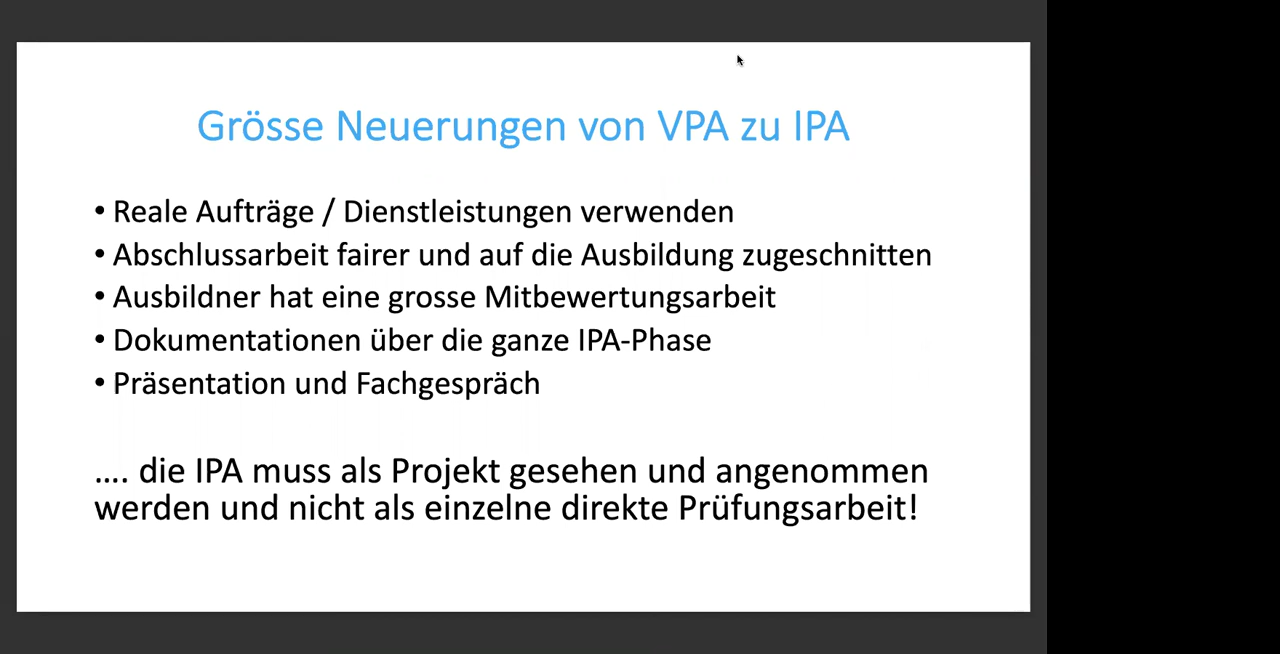 Grösse Neuerungen von VPA zu IPA
• Reale Aufträge / Dienstleistungen verwenden
• Abschlussarbeit fairer und auf die Ausbildung zugeschnitten
• Ausbildner hat eine grosse Mitbewertungsarbeit
• Dokumentationen über die ganze IPA-Phase
• Präsentation und Fachgespräch
.... die IPA muss als Projekt gesehen und angenommen
werden und nicht als einzelne direkte Prüfungsarbeit!